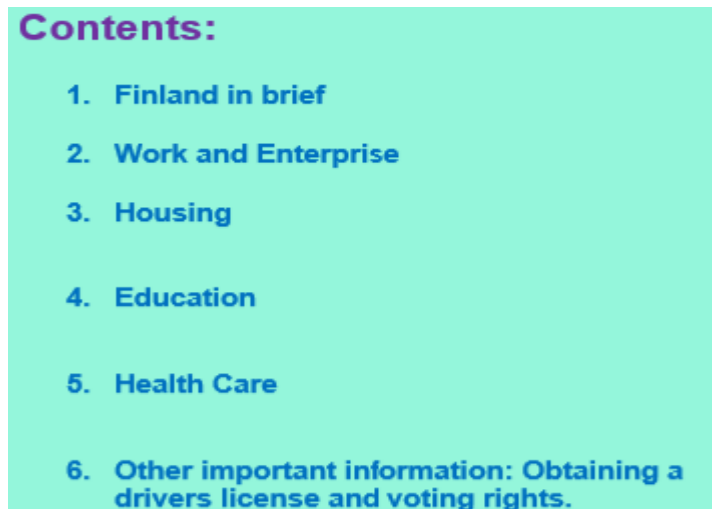 Contents:
1. Finland in brief
2. Work and Enterprise
3. Housing
4. Education
5. Health Care
6. Other important information: Obtaining a
drivers license and voting rights.